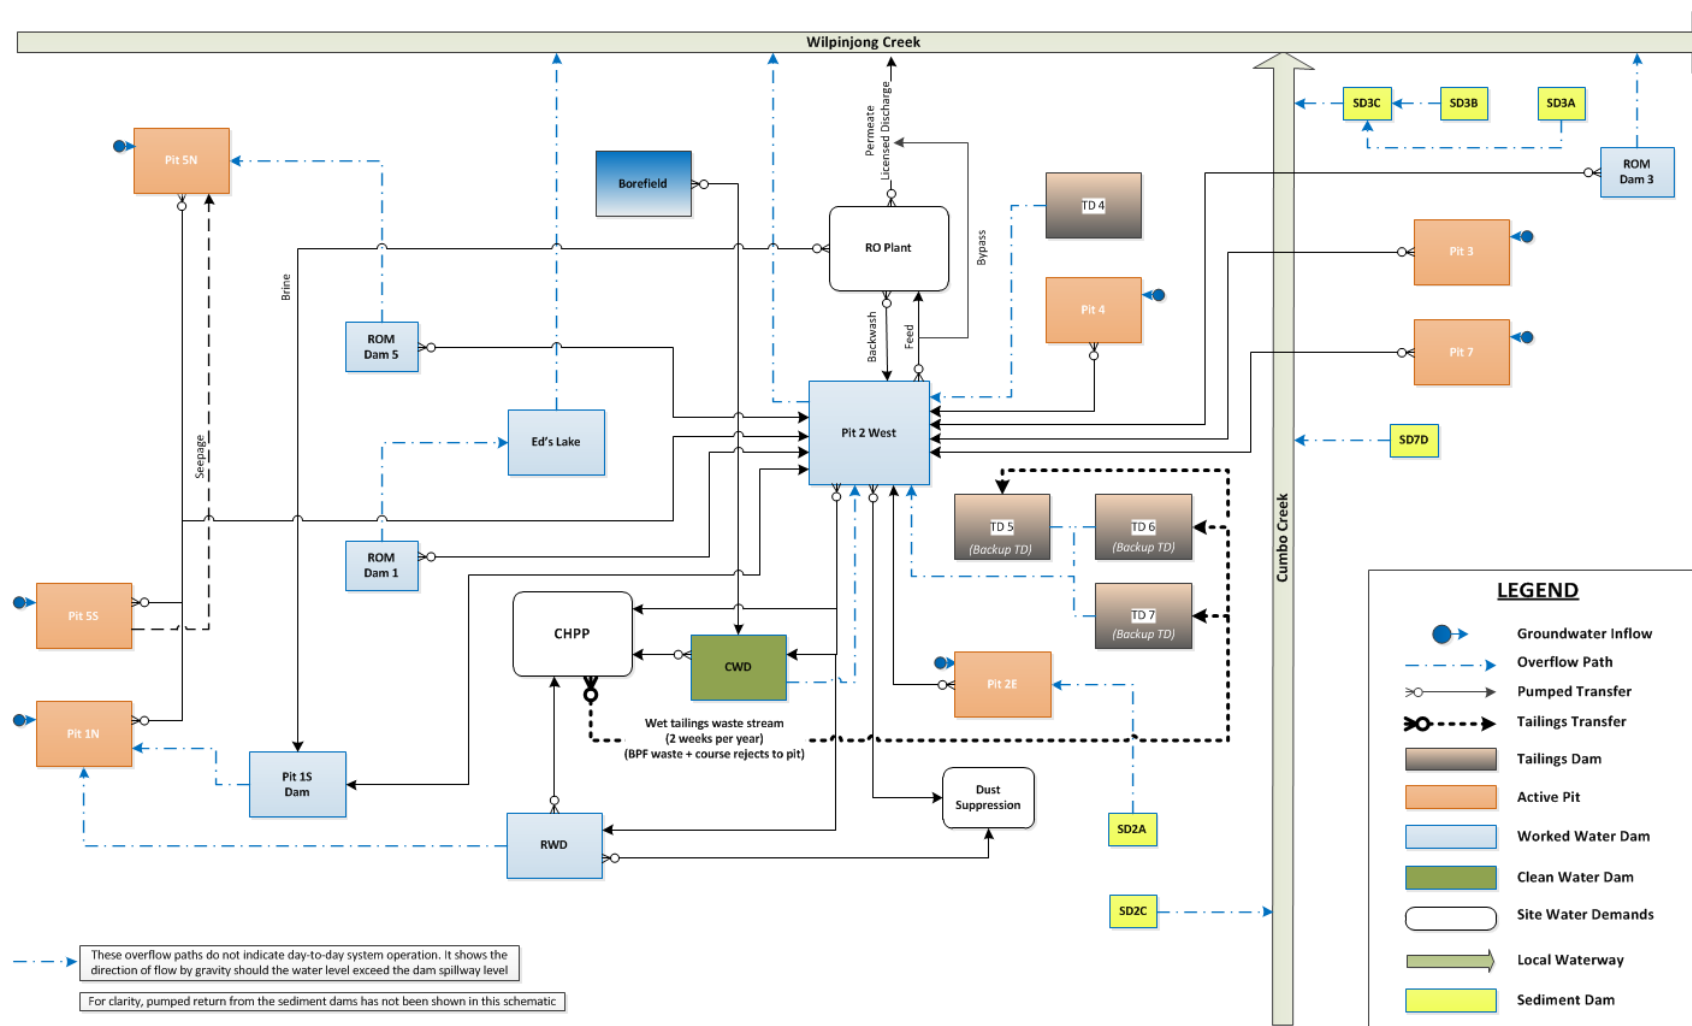 Wilpinjong Creek
SD3C
SD3B
SD3A
Pit 5N
Borefield
Permeate
Licensed Discharge
ROM
Dam 3
TD 4
RO Plant
Bypass
Pit 3
Brine
Pit 4
ROM
Dam 5
Backwash
Feed
Pit 7
Ed's Lake
Pit 2 West
SD7D
Seepage
TD 5
(Backup TD)
TD 6
(Backup TD)
Cumbo Creek
ROM
Dam 1
Pit 5S
CHPP
TD 7
(Backup TD)
CWD
Pit 2E
Pit 1N
Wet tailings waste stream
(2 weeks per year)
(BPF waste + course rejects to pit)
Pit 1S
Dam
Dust
Suppression
RWD
SD2A
SD2C
LEGEND
Groundwater Inflow
Overflow Path
Pumped Transfer
Tailings Transfer
Tailings Dam
Active Pit
Worked Water Dam
Clean Water Dam
Site Water Demands
Local Waterway
Sediment Dam
These overflow paths do not indicate day-to-day system operation. It shows the
direction of flow by gravity should the water level exceed the dam spillway level
For clarity, pumped return from the sediment dams has not been shown in this schematic